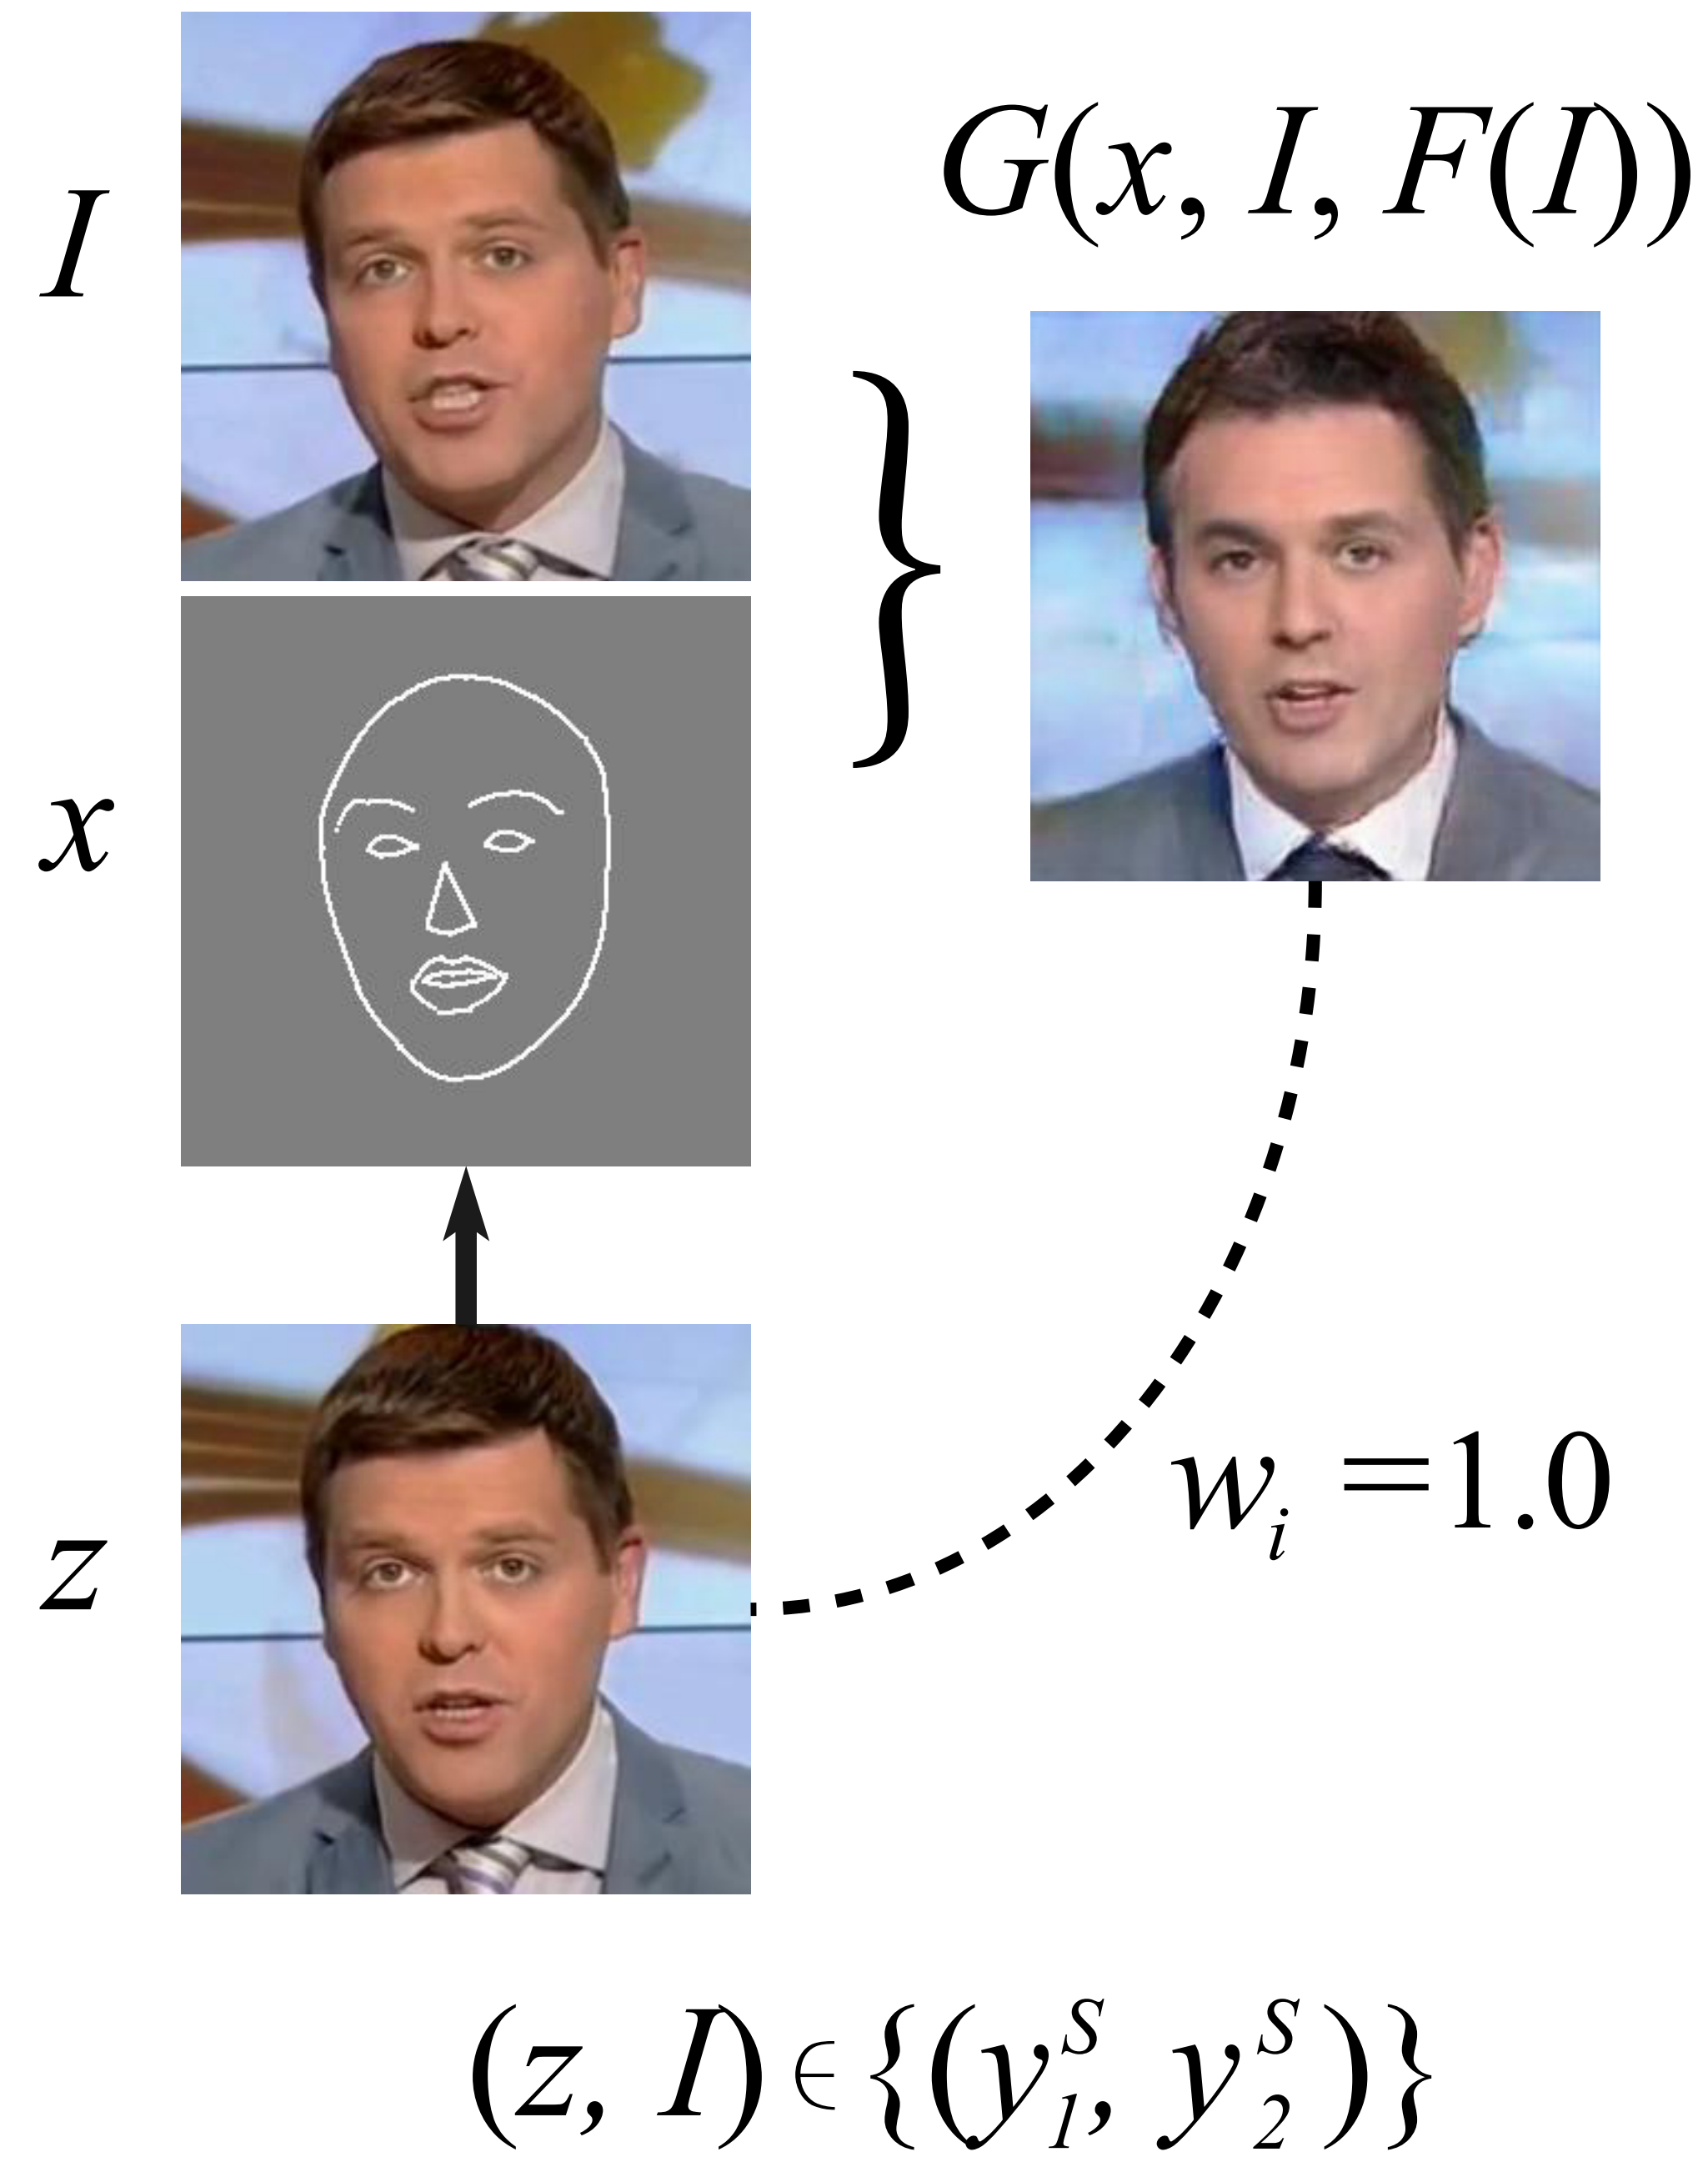 I
G(x, I, F(I))
x
w_i = 1.0
z
(z, I) ∈ {(y_1^S, y_2^S)}